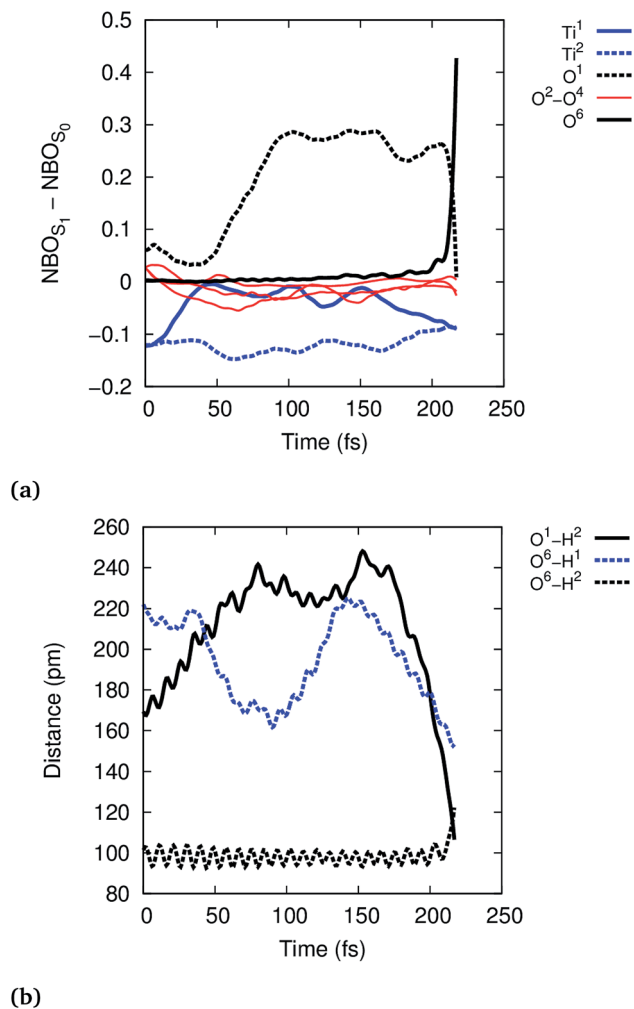 0.5
0.4
0.3
0.2
0.1
0
−0.1
−0.2
NBO_S₁ − NBO_S₀
0 50 100 150 200 250
Time (fs)
Ti¹
Ti²
O¹
O²−O⁴
O⁶
(a)
260
240
220
200
180
160
140
120
100
80
Distance (pm)
0 50 100 150 200 250
Time (fs)
O¹−H²
O⁶−H¹
O⁶−H²
(b)